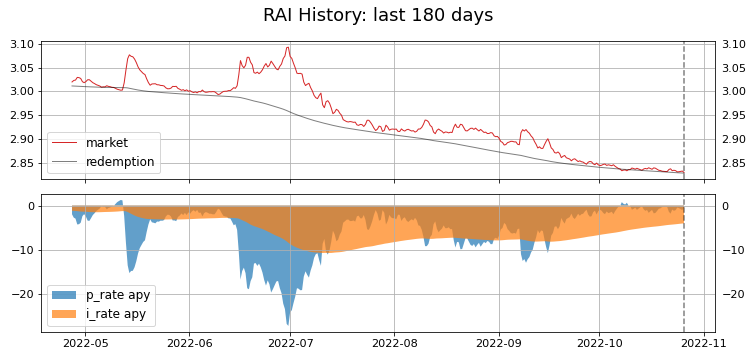 RAI History: last 180 days
3.10 3.10
3.05 3.05
3.00 3.00
2.95 2.95
2.90 2.90
2.85 2.85
market
redemption
0 0
−10 −10
−20 −20
p_rate apy
i_rate apy
2022-05 2022-06 2022-07 2022-08 2022-09 2022-10 2022-11